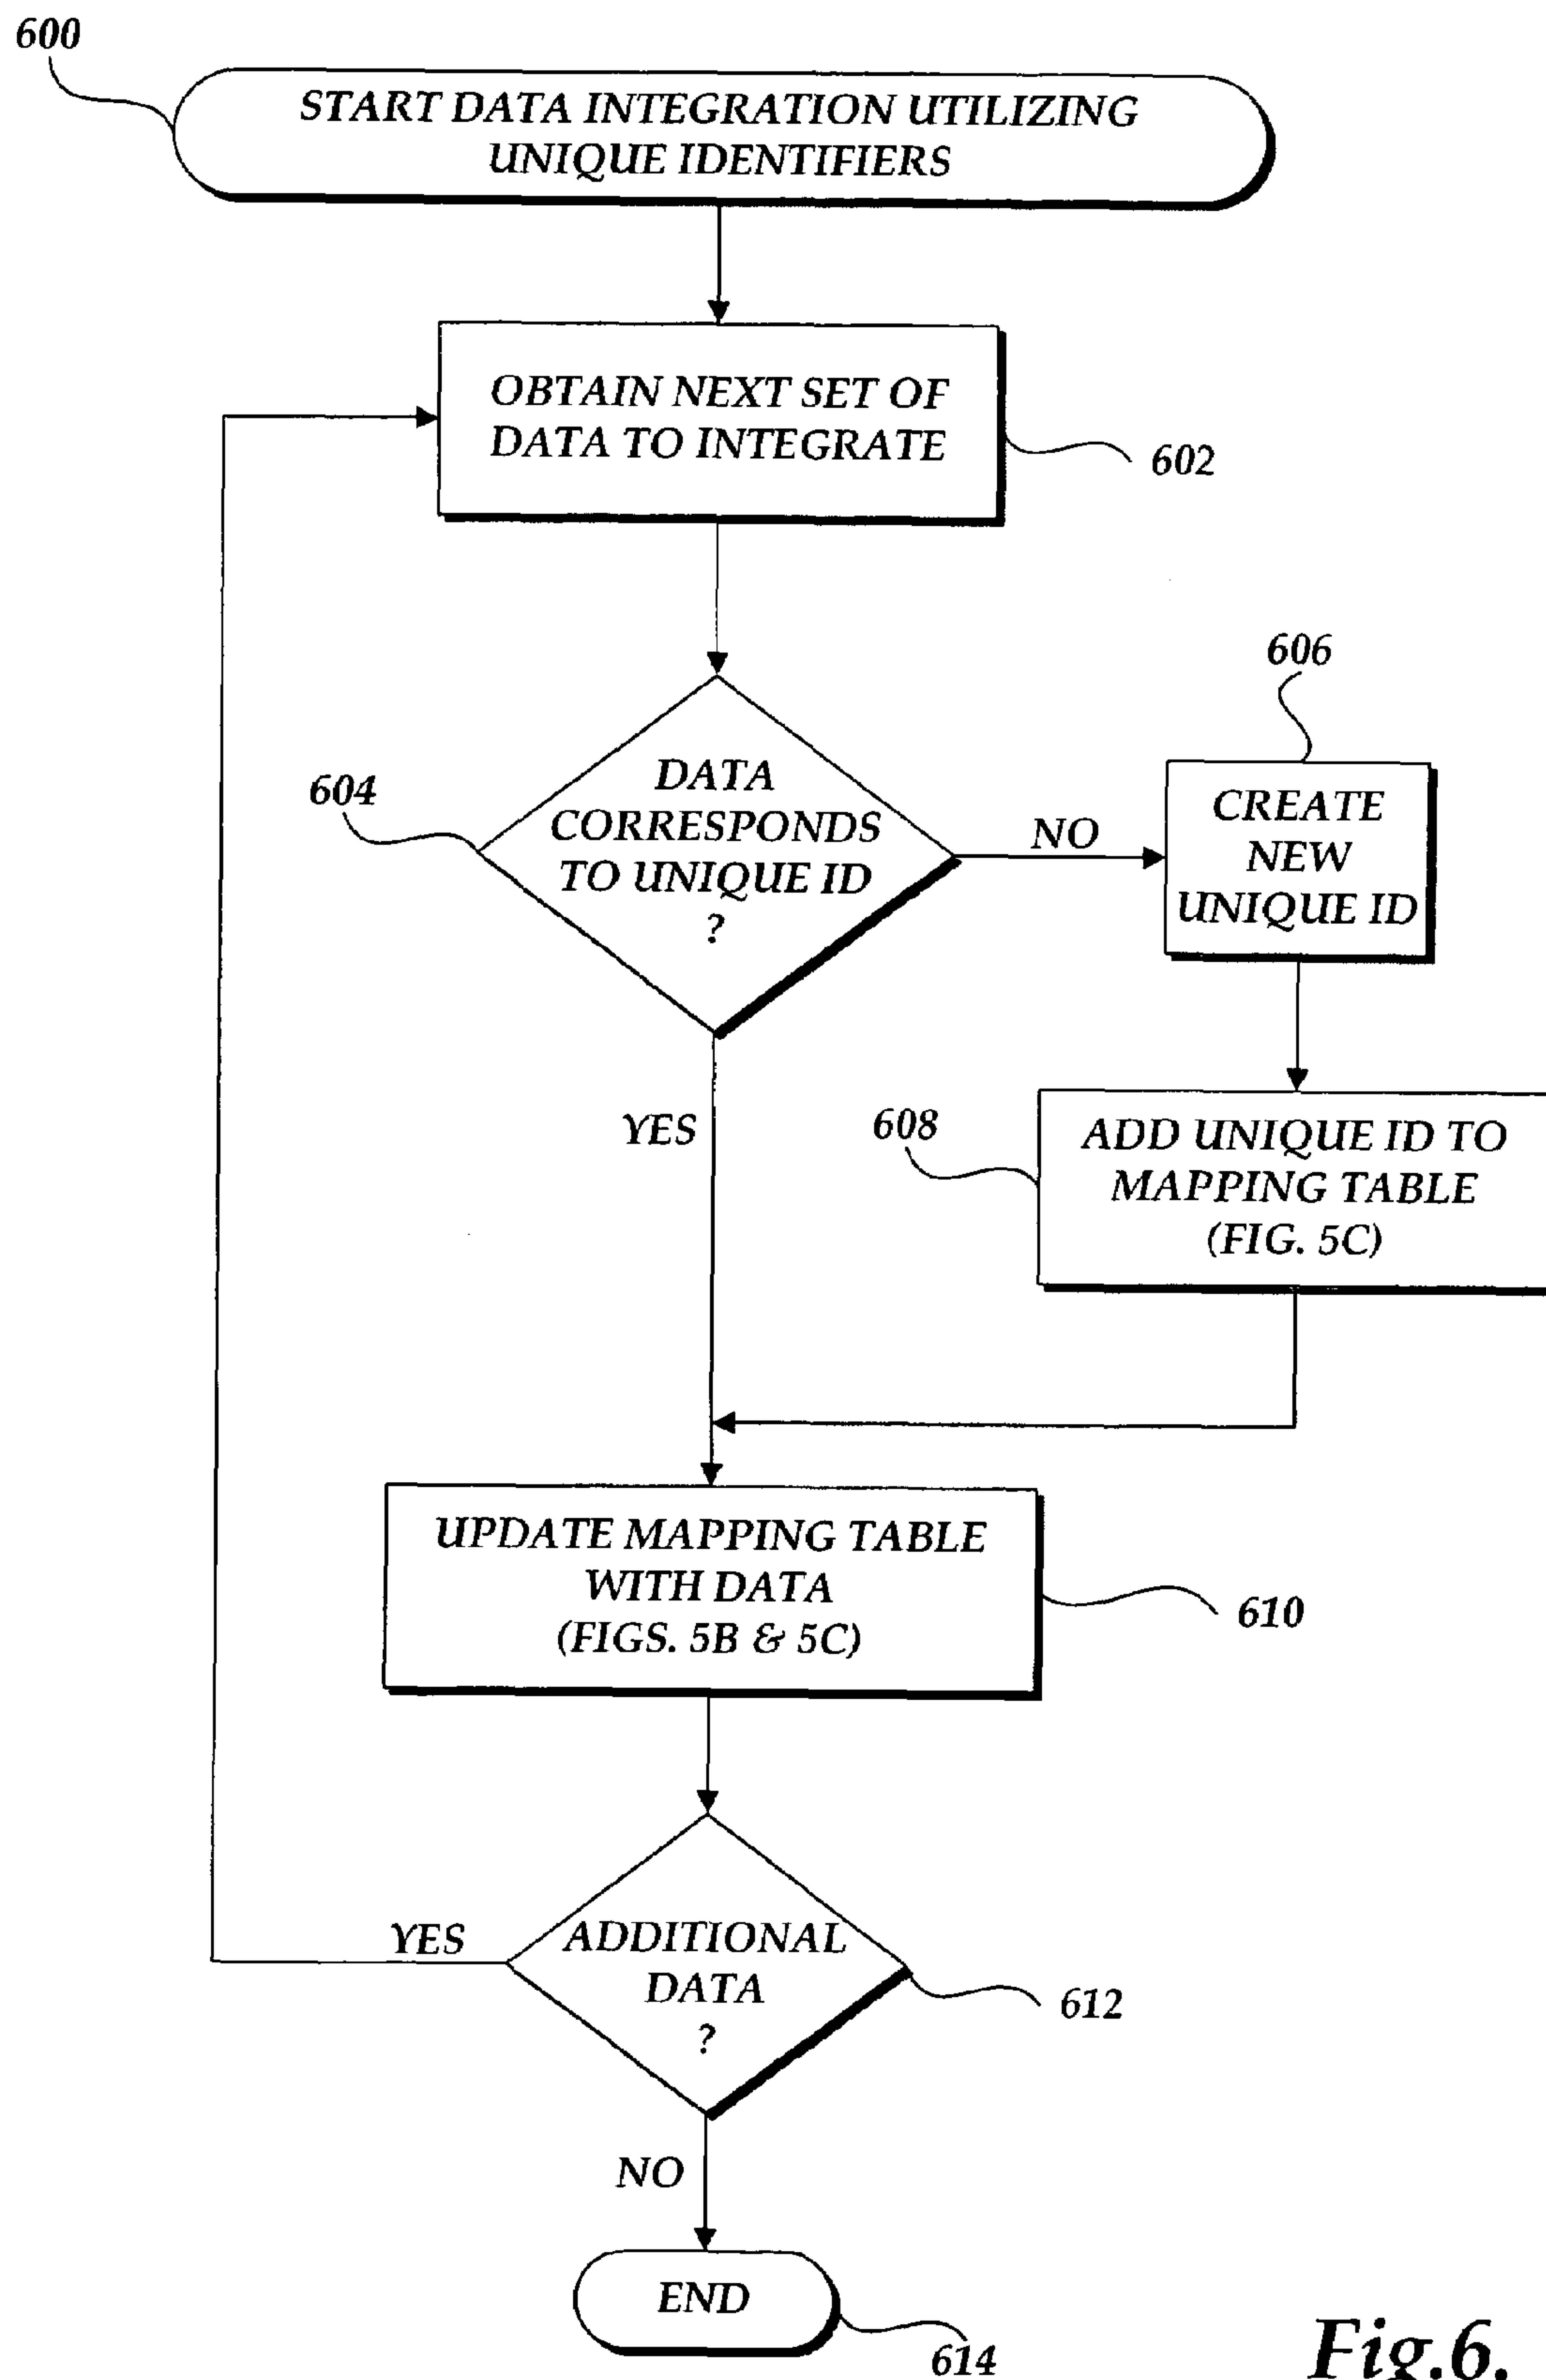 600
START DATA INTEGRATION UTILIZING
UNIQUE IDENTIFIERS
OBTAIN NEXT SET OF
DATA TO INTEGRATE
602
606
604
DATA
CORRESPONDS
TO UNIQUE ID
?
NO
CREATE
NEW
UNIQUE ID
YES
608
ADD UNIQUE ID TO
MAPPING TABLE
(FIG. 5C)
UPDATE MAPPING TABLE
WITH DATA
(FIGS. 5B & 5C)
610
YES
ADDITIONAL
DATA
?
612
NO
END
614
Fig.6.